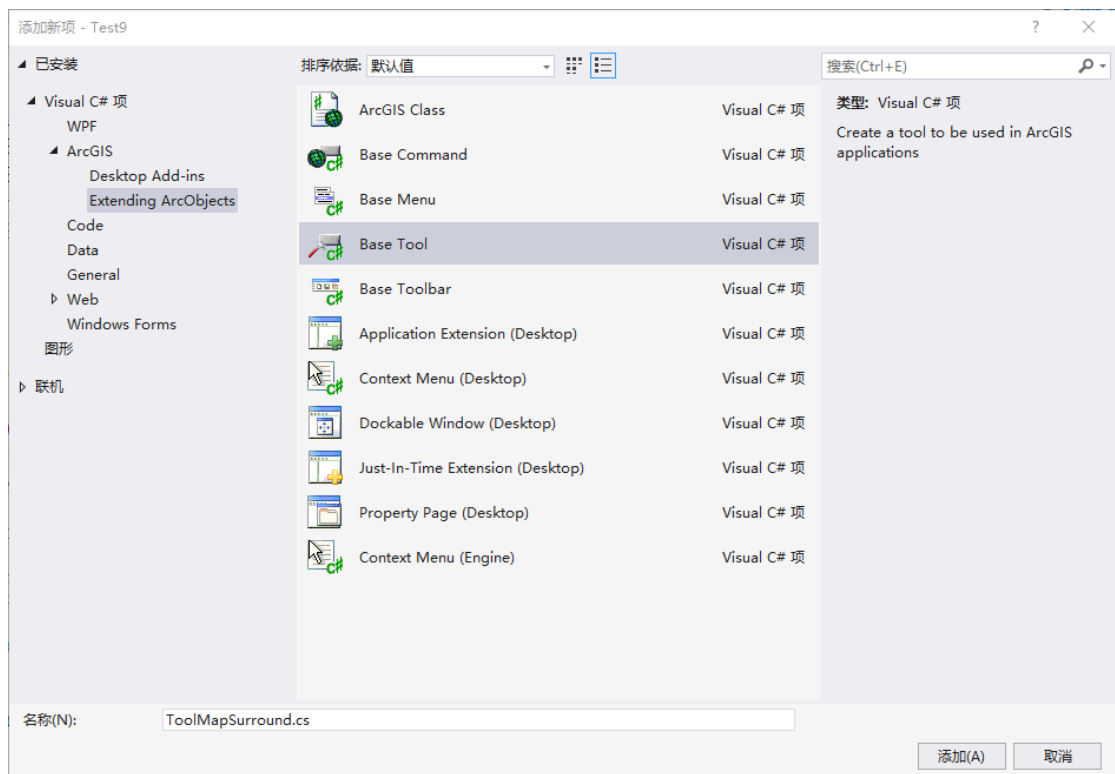 添加新项 - Test9
?
已安装
排序依据: 默认值
搜索(Ctrl+E)
Visual C# 项
WPF
ArcGIS
Desktop Add-ins
Extending ArcObjects
Code
Data
General
Web
Windows Forms
图形
联机
ArcGIS Class Visual C# 项
Base Command Visual C# 项
Base Menu Visual C# 项
Base Tool Visual C# 项
Base Toolbar Visual C# 项
Application Extension (Desktop) Visual C# 项
Context Menu (Desktop) Visual C# 项
Dockable Window (Desktop) Visual C# 项
Just-In-Time Extension (Desktop) Visual C# 项
Property Page (Desktop) Visual C# 项
Context Menu (Engine) Visual C# 项
类型: Visual C# 项
Create a tool to be used in ArcGIS
applications
名称(N): ToolMapSurround.cs
添加(A) 取消